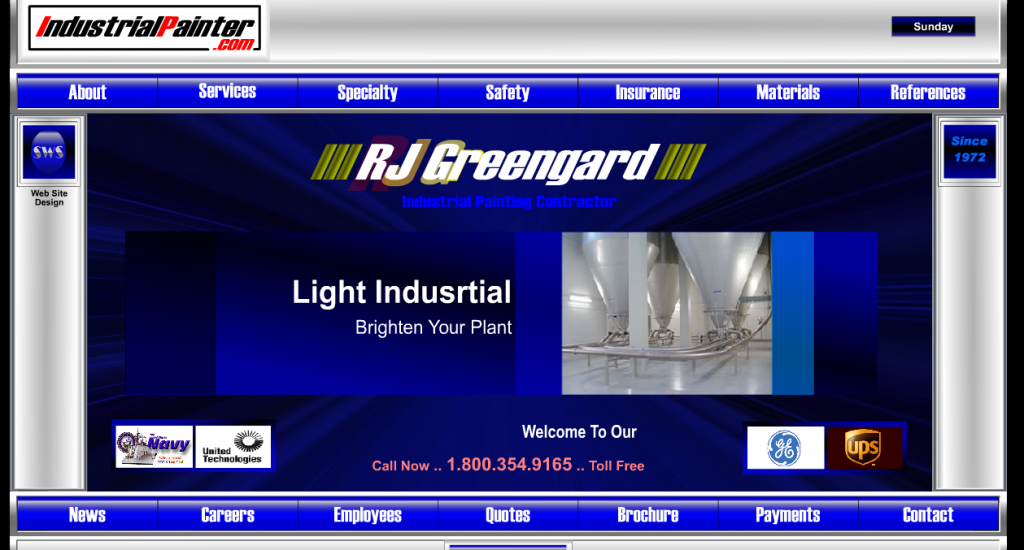 IndustrialPainter
.com
Sunday
About
Services
Specialty
Safety
Insurance
Materials
References
SWS
Web Site
Design
Since
1972
RJ Greengard
Industrial Painting Contractor
Light Indusrtial
Brighten Your Plant
Navy
United
Technologies
GE
ups
Welcome To Our
Call Now .. 1.800.354.9165 .. Toll Free
News
Careers
Employees
Quotes
Brochure
Payments
Contact